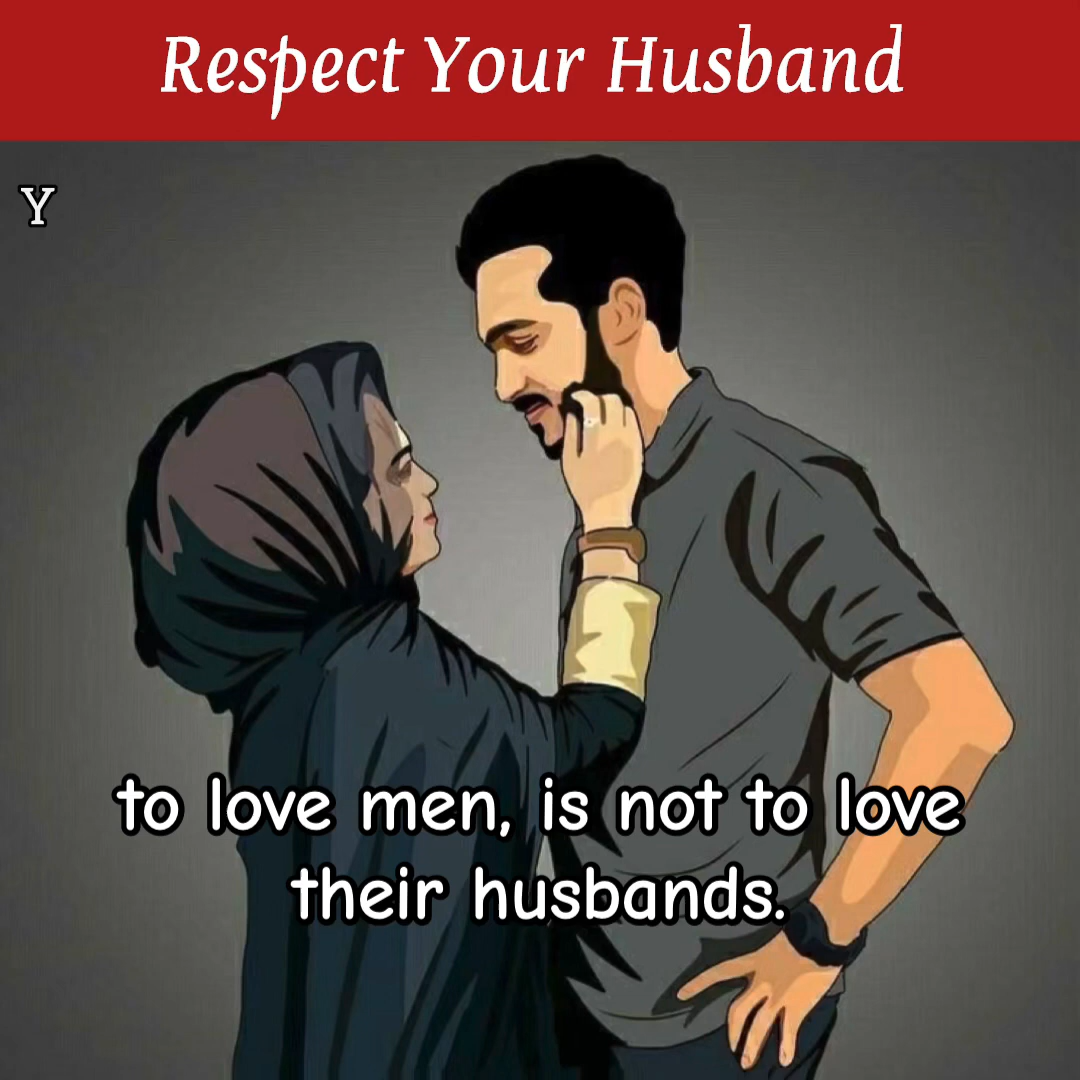 Respect Your Husband
Y
to love men, is not to love
their husbands.